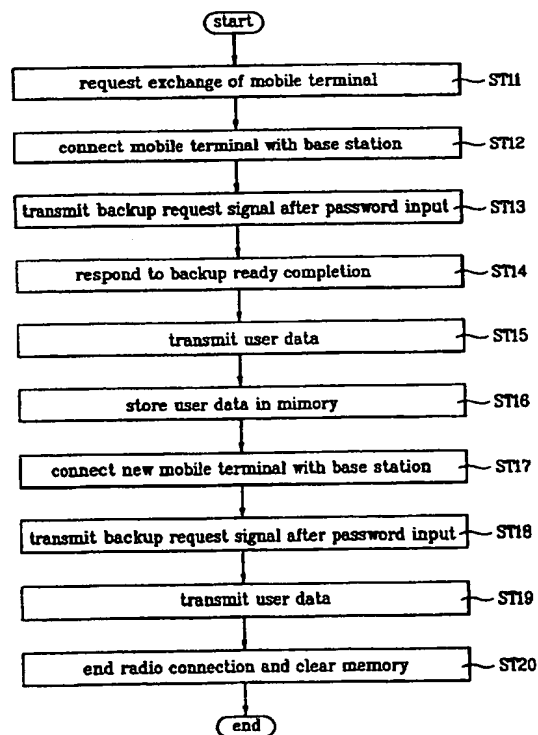 start
request exchange of mobile terminal ST11
connect mobile terminal with base station ST12
transmit backup request signal after password input ST13
respond to backup ready completion ST14
transmit user data ST15
store user data in mimory ST16
connect new mobile terminal with base station ST17
transmit backup request signal after password input ST18
transmit user data ST19
end radio connection and clear memory ST20
end